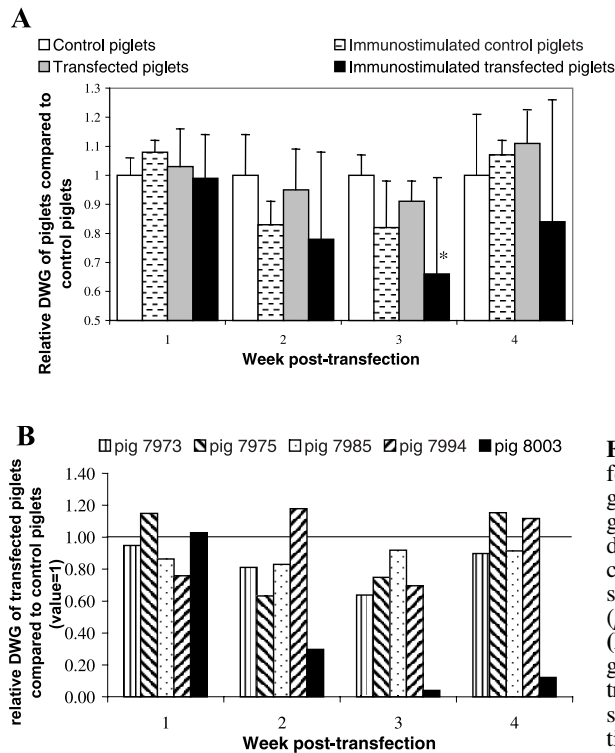 A
Control piglets
Immunostimulated control piglets
Transfected piglets
Immunostimulated transfected piglets
Relative DWG of piglets compared to
control piglets
1.3
1.2
1.1
1
0.9
0.8
0.7
0.6
0.5
*
1 2 3 4
Week post-transfection
B
pig 7973 pig 7975 pig 7985 pig 7994 pig 8003
relative DWG of transfected piglets
compared to control piglets
(value=1)
1.40
1.20
1.00
0.80
0.60
0.40
0.20
0.00
1 2 3 4
Week post-transfection